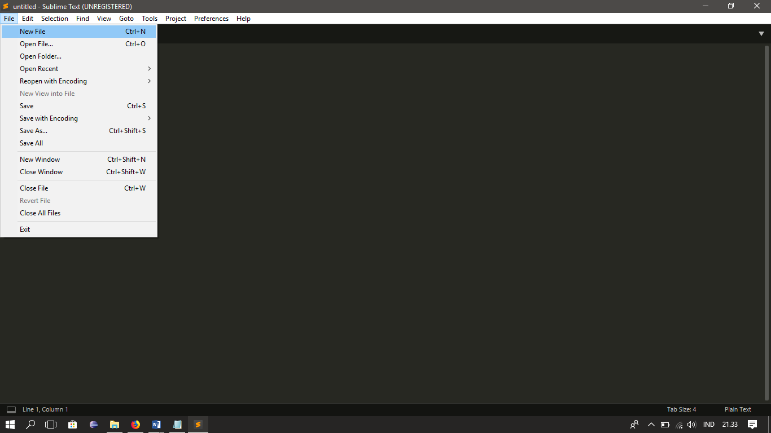 untitled - Sublime Text (UNREGISTERED)
File Edit Selection Find View Goto Tools Project Preferences Help
New File Ctrl+N
Open File... Ctrl+O
Open Folder...
Open Recent
Reopen with Encoding
New View into File
Save Ctrl+S
Save with Encoding
Save As... Ctrl+Shift+S
Save All
New Window Ctrl+Shift+N
Close Window Ctrl+Shift+W
Close File Ctrl+W
Revert File
Close All Files
Exit
Line 1, Column 1 Tab Size: 4 Plain Text
IND 21.33